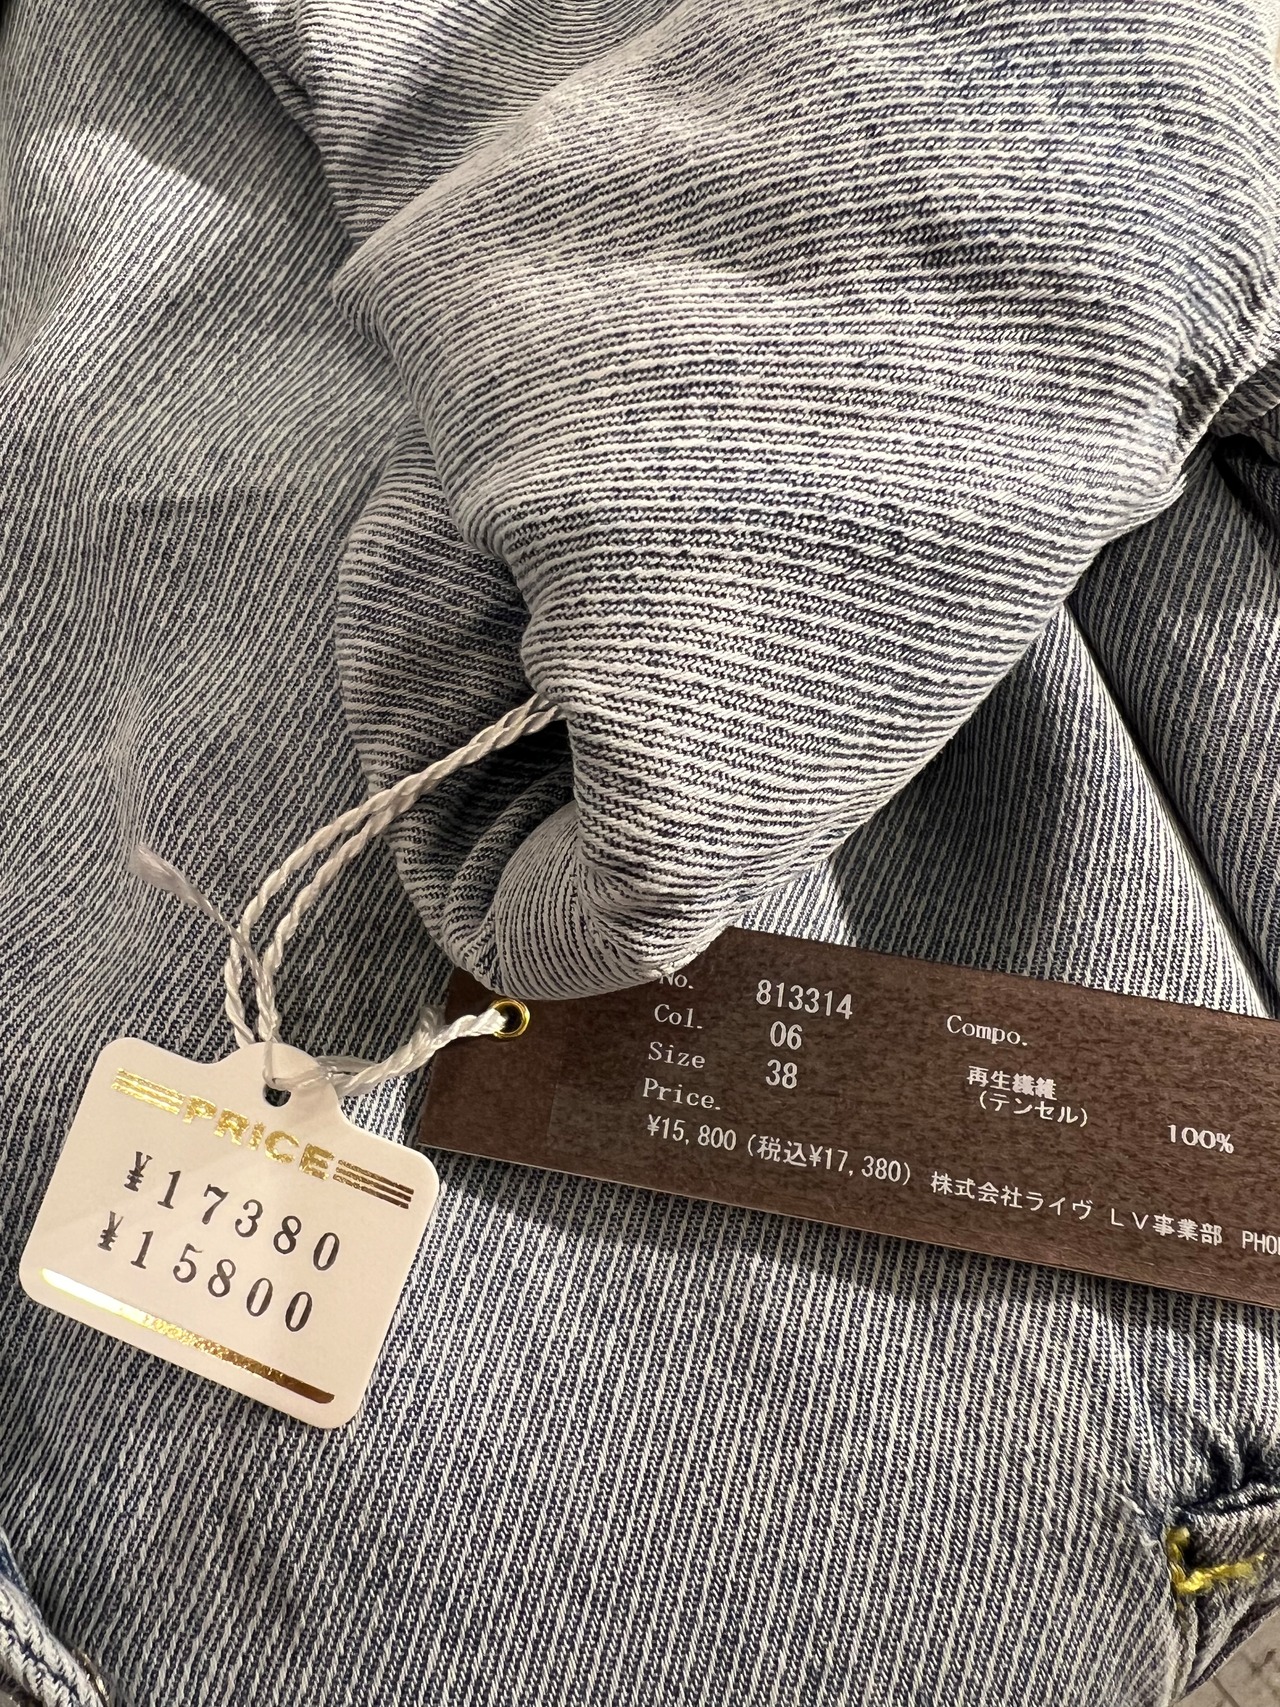 No. 813314
Col. 06
Size 38
Price.
¥15,800 (税込¥17,380) 株式会社ライヴ LV事業部
Compo.
再生繊維
(テンセル)
100%
PRICE
¥17380
¥15800